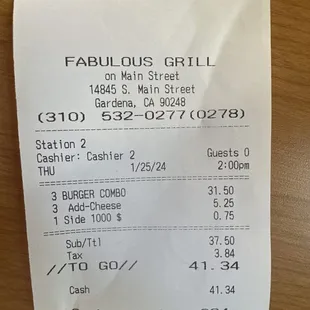 FABULOUS GRILL
on Main Street
14845 S. Main Street
Gardena, CA 90248
(310) 532-0277(0278)
Station 2
Cashier: Cashier 2 Guests 0
THU 1/25/24 2:00pm
3 BURGER COMBO 31.50
3 Add-Cheese 5.25
1 Side 1000 $ 0.75
Sub/Ttl 37.50
Tax 3.84
//TO GO// 41.34
Cash 41.34